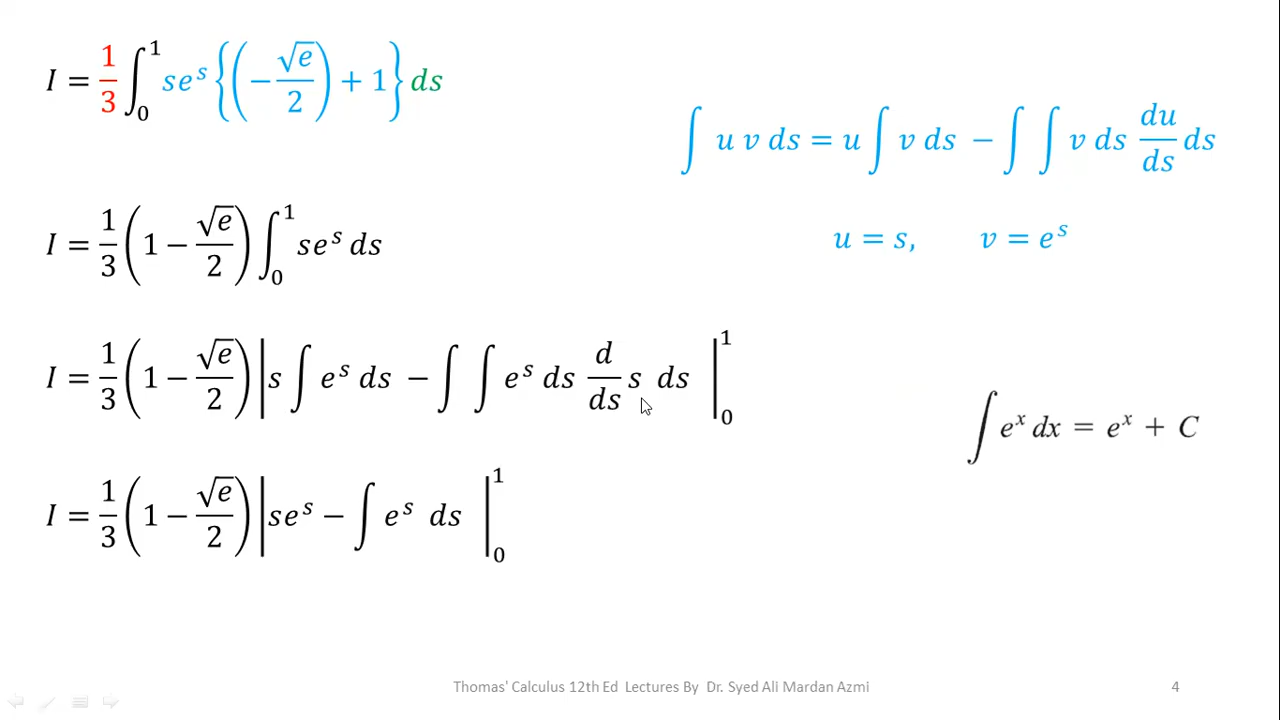 I = 1/3 ∫₀¹ se^s {(−√e/2) + 1} ds
∫ u v ds = u ∫ v ds − ∫ ∫ v ds du/ds ds
u = s, v = e^s
I = 1/3 (1 − √e/2) ∫₀¹ se^s ds
I = 1/3 (1 − √e/2) | s ∫ e^s ds − ∫ ∫ e^s ds d/ds s ds |₀¹
∫ e^x dx = e^x + C
I = 1/3 (1 − √e/2) | se^s − ∫ e^s ds |₀¹
Thomas' Calculus 12th Ed Lectures By Dr. Syed Ali Mardan Azmi
4